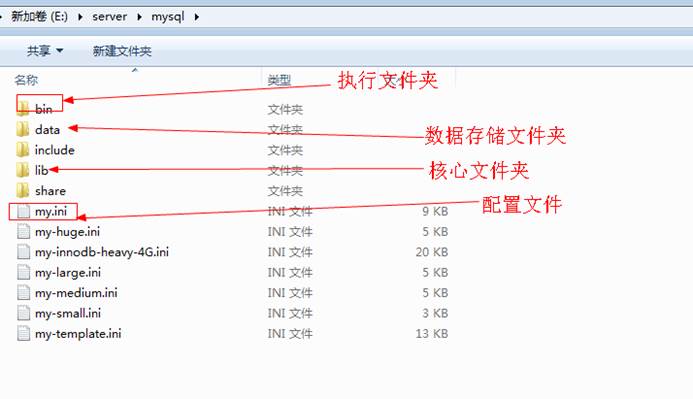 新加卷 (E:) ▸ server ▸ mysql ▸
共享 ▼ 新建文件夹
名称 类型 大小
执行文件夹
bin 文件夹
data 文件夹 数据存储文件夹
include 文件夹
lib 文件夹 核心文件夹
share 文件夹
配置文件
my.ini INI 文件 9 KB
my-huge.ini INI 文件 5 KB
my-innodb-heavy-4G.ini INI 文件 20 KB
my-large.ini INI 文件 5 KB
my-medium.ini INI 文件 5 KB
my-small.ini INI 文件 3 KB
my-template.ini INI 文件 13 KB